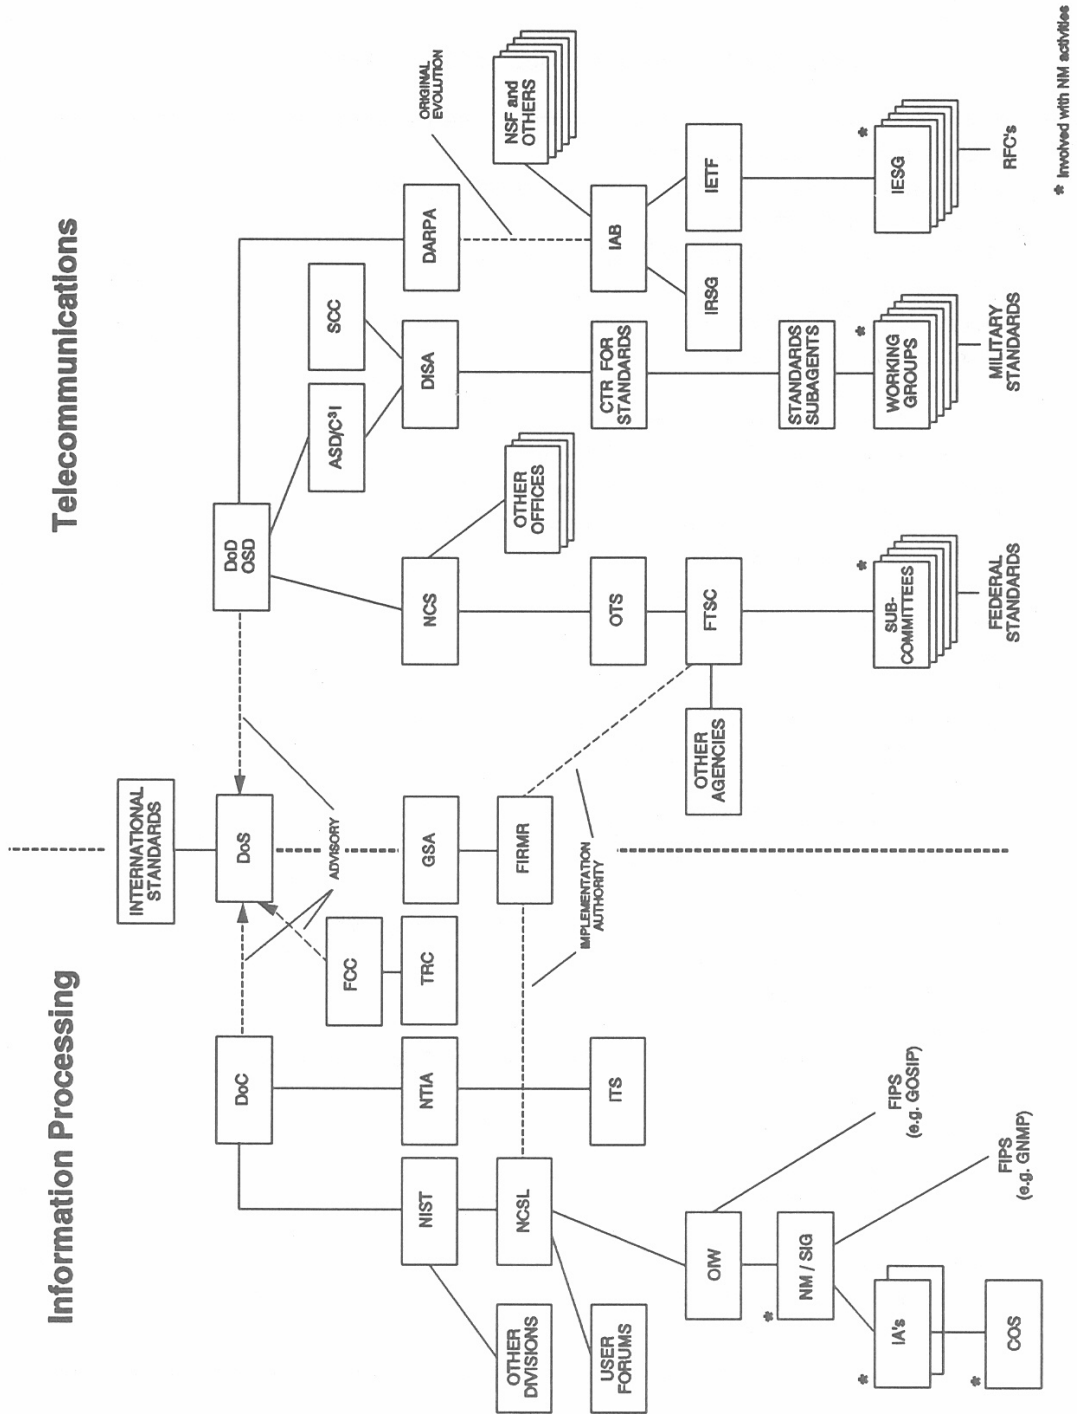 Information Processing
Telecommunications
INTERNATIONAL
STANDARDS
DoC
DoS
DoD
OSD
ADVISORY
FCC
ASD/C³I
SCC
NIST
NTIA
TRC
GSA
NCS
DISA
DARPA
ORIGINAL
EVOLUTION
OTHER
DIVISIONS
NCSL
FIRMR
OTHER
OFFICES
NSF and
OTHERS
USER
FORUMS
ITS
IMPLEMENTATION
AUTHORITY
OTS
CTR FOR
STANDARDS
IAB
OIW
OTHER
AGENCIES
FTSC
IRSG
IETF
*
NM / SIG
STANDARDS
SUBAGENTS
*
IA's
FIPS
(e.g. GOSIP)
*
SUB-
COMMITTEES
*
WORKING
GROUPS
*
IESG
*
COS
FIPS
(e.g. GNMP)
FEDERAL
STANDARDS
MILITARY
STANDARDS
RFC's
* Involved with NM activities